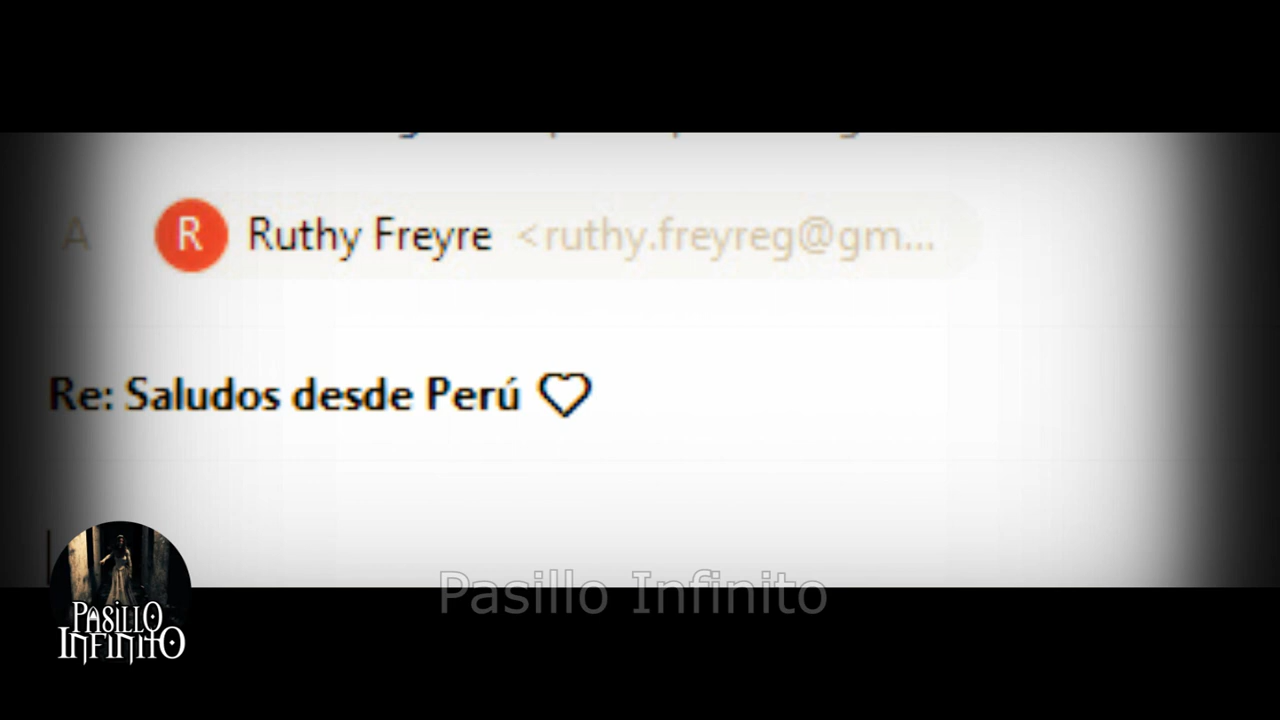 A R Ruthy Freyre <ruthy.freyreg@gm...
Re: Saludos desde Perú ♡
Pasillo Infinito
PASILLO
INFINITO